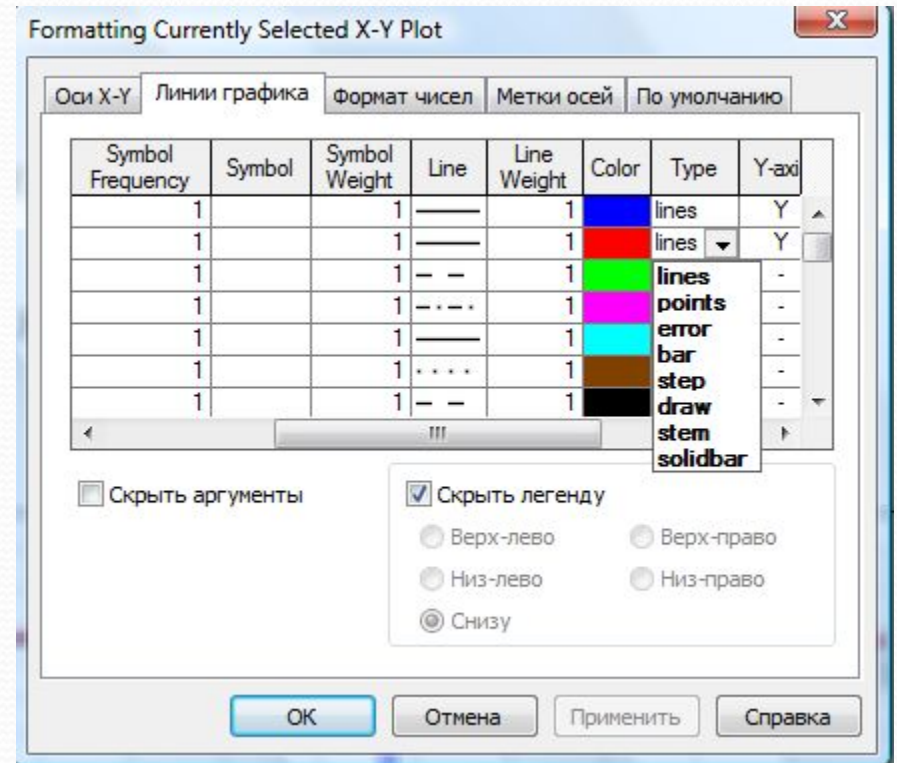 Formatting Currently Selected X-Y Plot
Оси X-Y Линии графика Формат чисел Метки осей По умолчанию
Symbol Frequency Symbol Symbol Weight Line Line Weight Color Type Y-axi
1 1 1 lines Y
1 1 1 lines Y
1 1 1 -
1 1 1 -
1 1 1 -
1 1 1 -
1 1 1 -
lines
points
error
bar
step
draw
stem
solidbar
Скрыть аргументы
Скрыть легенду
Верх-лево Верх-право
Низ-лево Низ-право
Снизу
OK Отмена Применить Справка